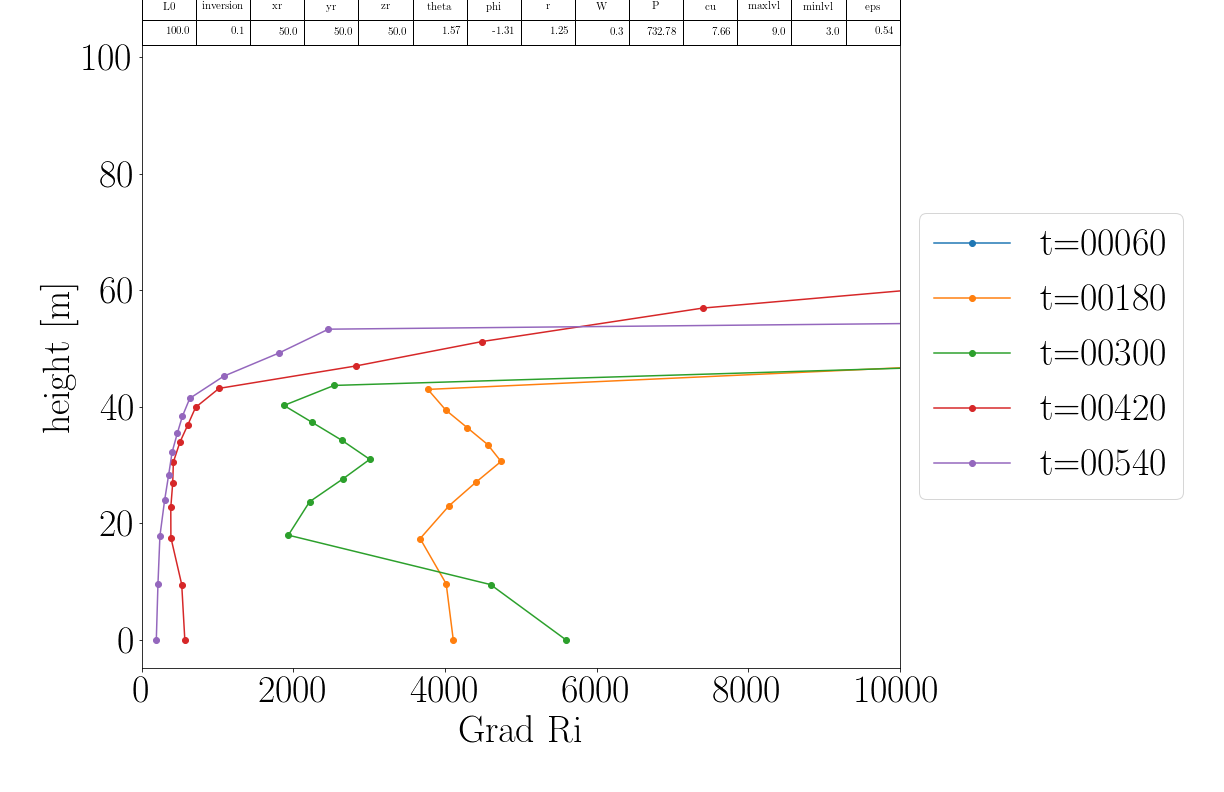 L0 inversion xr yr zr theta phi r W P cu maxlvl minlvl eps
100.0 0.1 50.0 50.0 50.0 1.57 -1.31 1.25 0.3 732.78 7.66 9.0 3.0 0.54
100
80
60
40
20
0
height [m]
0 2000 4000 6000 8000 10000
Grad Ri
t=00060
t=00180
t=00300
t=00420
t=00540